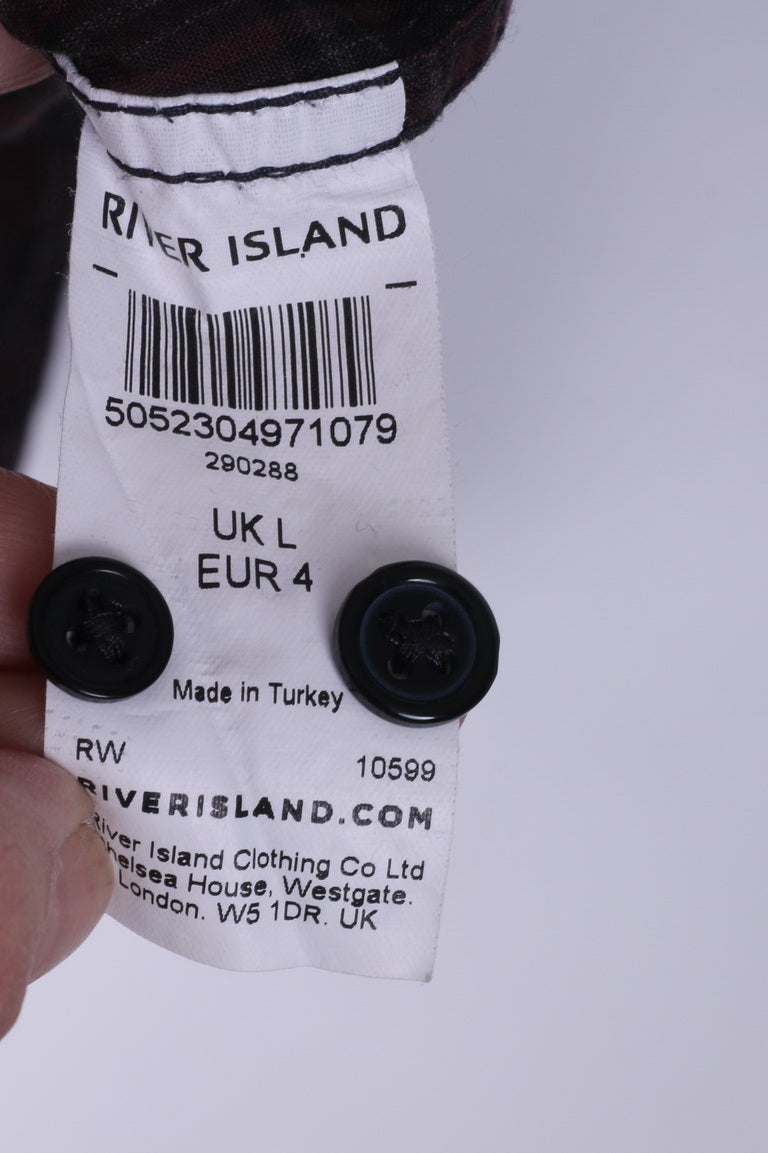 RIVER ISLAND
5052304971079
290288
UK L
EUR 4
Made in Turkey
RW 10599
RIVERISLAND.COM
River Island Clothing Co Ltd
Chelsea House, Westgate.
London. W5 1DR. UK